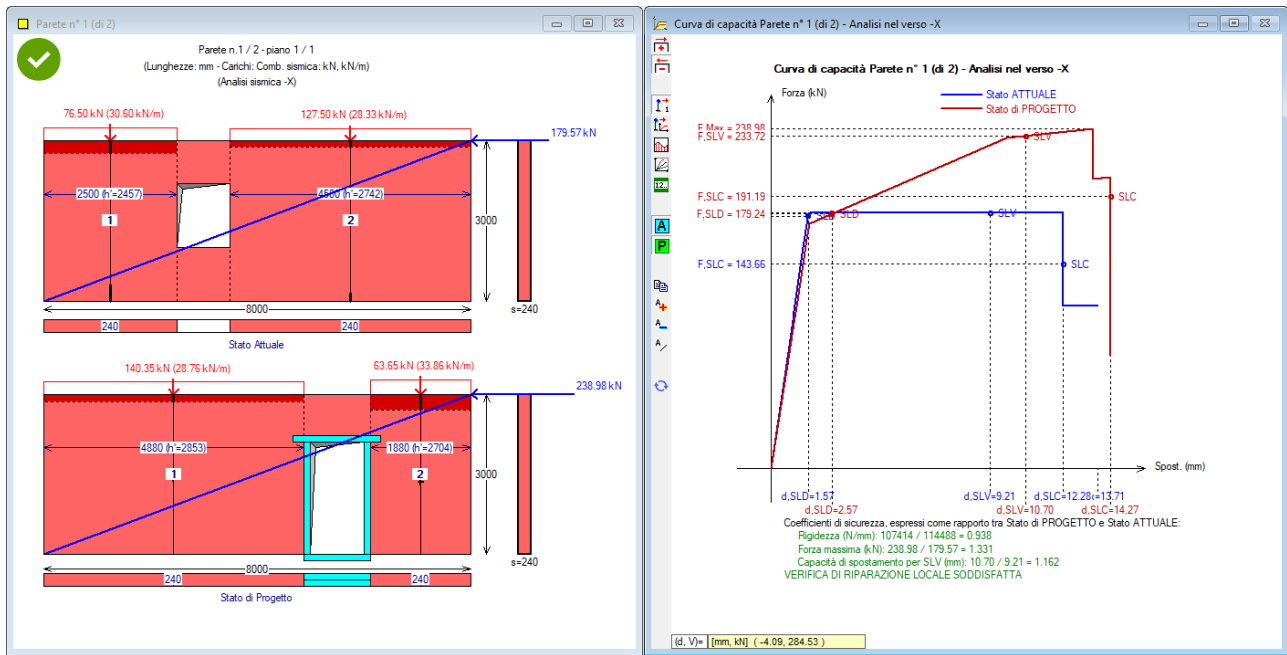 Parete n° 1 (di 2)
Parete n.1 / 2 - piano 1 / 1
(Lunghezze: mm - Carichi: Comb. sismica: kN, kN/m)
(Analisi sismica -X)
76.50 kN (30.60 kN/m)
127.50 kN (28.33 kN/m)
179.57 kN
2500 (h'=2457)
4500 (h'=2742)
1
2
3000
8000
s=240
240
240
Stato Attuale
140.35 kN (28.76 kN/m)
63.65 kN (33.86 kN/m)
238.98 kN
4880 (h'=2853)
1880 (h'=2704)
1
2
3000
8000
s=240
240
240
Stato di Progetto
Curva di capacità Parete n° 1 (di 2) - Analisi nel verso -X
Curva di capacità Parete n° 1 (di 2) - Analisi nel verso -X
Forza (kN)
Stato ATTUALE
Stato di PROGETTO
F,Max = 238.98
F,SLV = 233.72
SLV
F,SLC = 191.19
SLC
F,SLD = 179.24
SLD
SLV
F,SLC = 143.66
SLC
Spost. (mm)
d,SLD=1.57
d,SLV=9.21
d,SLC=12.28
=13.71
d,SLD=2.57
d,SLV=10.70
d,SLC=14.27
Coefficienti di sicurezza, espressi come rapporto tra Stato di PROGETTO e Stato ATTUALE:
Rigidezza (N/mm): 107414 / 114488 = 0.938
Forza massima (kN): 238.98 / 179.57 = 1.331
Capacità di spostamento per SLV (mm): 10.70 / 9.21 = 1.162
VERIFICA DI RIPARAZIONE LOCALE SODDISFATTA
(d, V)= [mm, kN] ( -4.09, 284.53)
1
12..
A
P
A
A
A